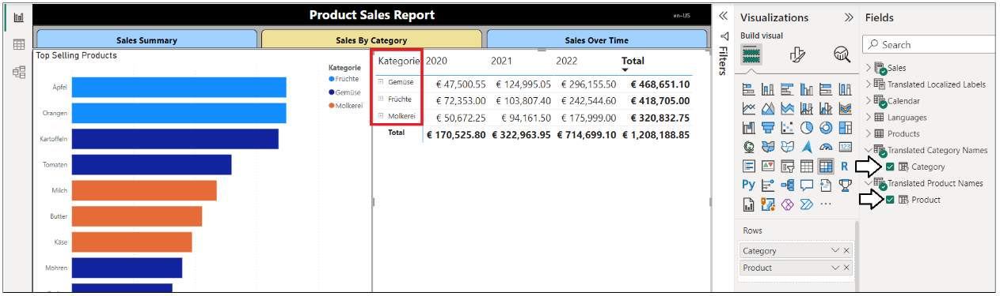 Product Sales Report
en-US
Sales Summary
Sales By Category
Sales Over Time
Top Selling Products
Kategorie
Früchte
Gemüse
Molkerei
Äpfel
Orangen
Kartoffeln
Tomaten
Milch
Butter
Käse
Möhren
Kategorie 2020 2021 2022 Total
Gemüse € 47,500.55 € 124,995.05 € 296,155.50 € 468,651.10
Früchte € 72,353.00 € 103,807.40 € 242,544.60 € 418,705.00
Molkerei € 50,672.25 € 94,161.50 € 175,999.00 € 320,832.75
Total € 170,525.80 € 322,963.95 € 714,699.10 € 1,208,188.85
Filters
Visualizations
Build visual
123
R
Py
Rows
Category
Product
Fields
Search
Sales
Translated Localized Labels
Calendar
Languages
Products
Translated Category Names
Category
Translated Product Names
Product